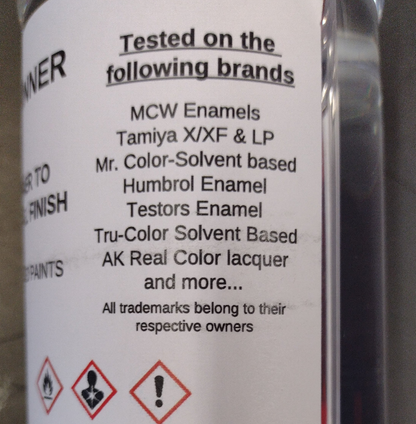 Tested on the
following brands
MCW Enamels
Tamiya X/XF & LP
Mr. Color-Solvent based
Humbrol Enamel
Testors Enamel
Tru-Color Solvent Based
AK Real Color lacquer
and more...
All trademarks belong to their
respective owners
NNER
TO
FINISH
PAINTS